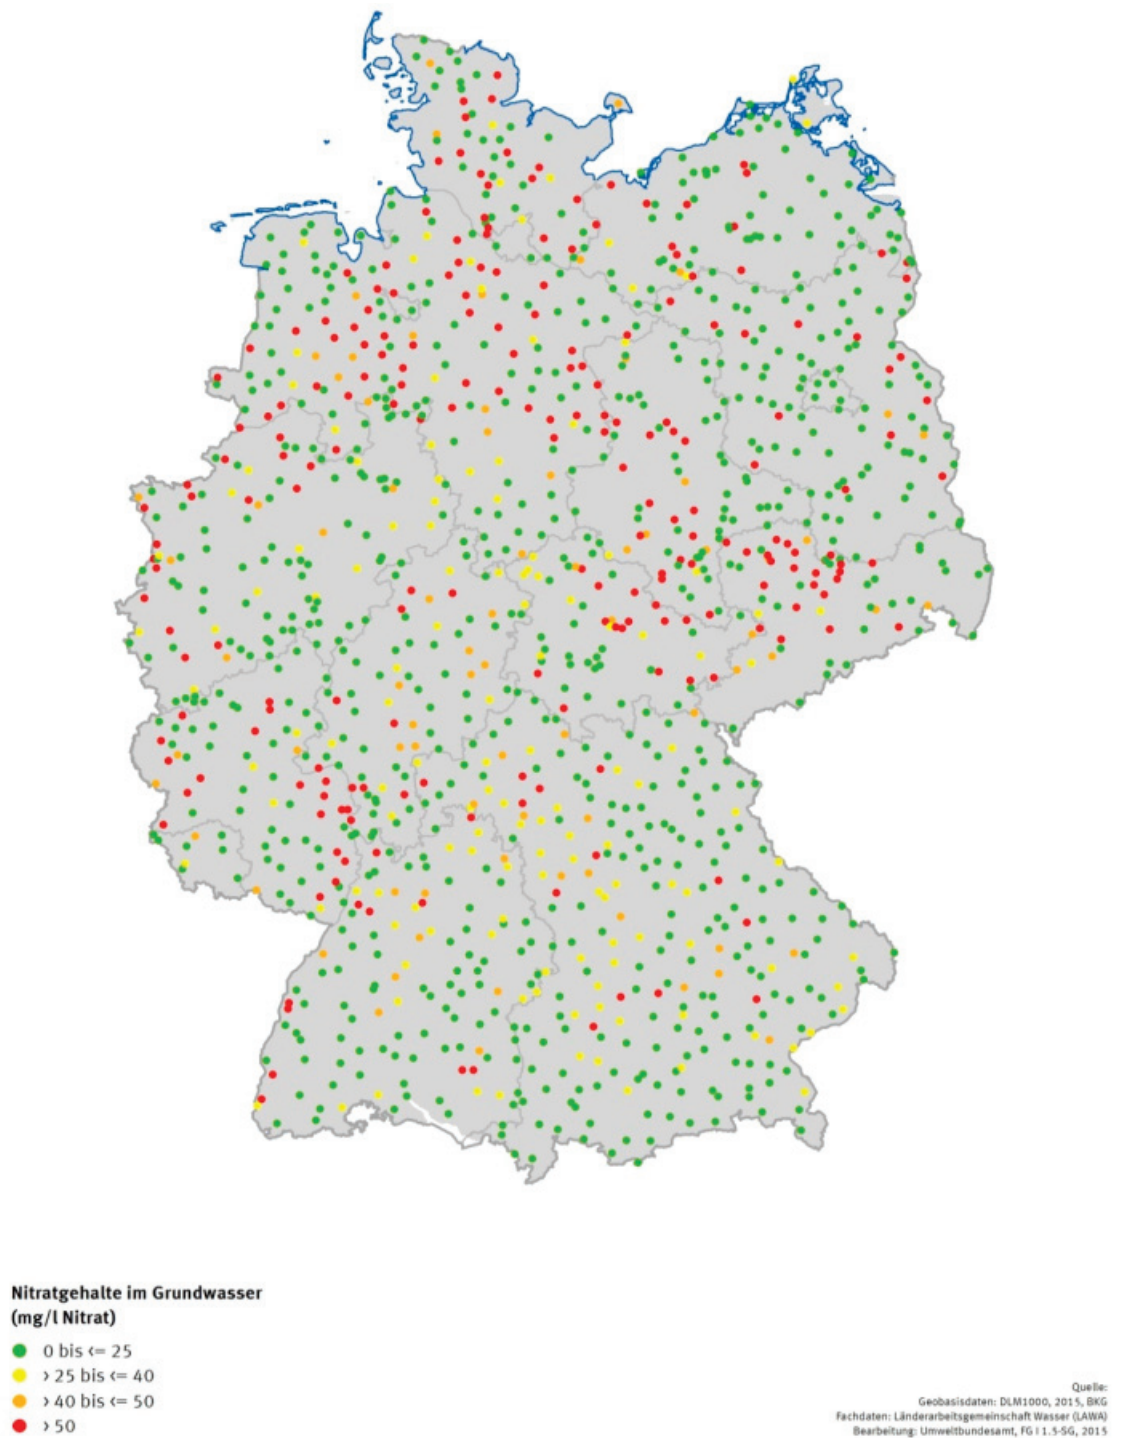 Nitratgehalte im Grundwasser
(mg/l Nitrat)
0 bis <= 25
> 25 bis <= 40
> 40 bis <= 50
> 50
Quelle:
Geobasisdaten: DLM1000, 2015, BKG
Fachdaten: Länderarbeitsgemeinschaft Wasser (LAWA)
Bearbeitung: Umweltbundesamt, FG I 1.5-SG, 2015